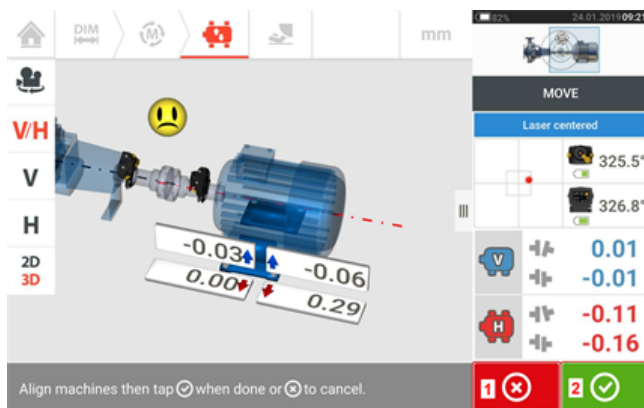 DIM
M
mm
82%
24.01.2019 09:21
MOVE
V/H
V
H
2D
3D
Laser centered
325.5°
326.8°
-0.03
-0.06
0.00
0.29
V
0.01
-0.01
H
-0.11
-0.16
Align machines then tap when done or to cancel.
1
2